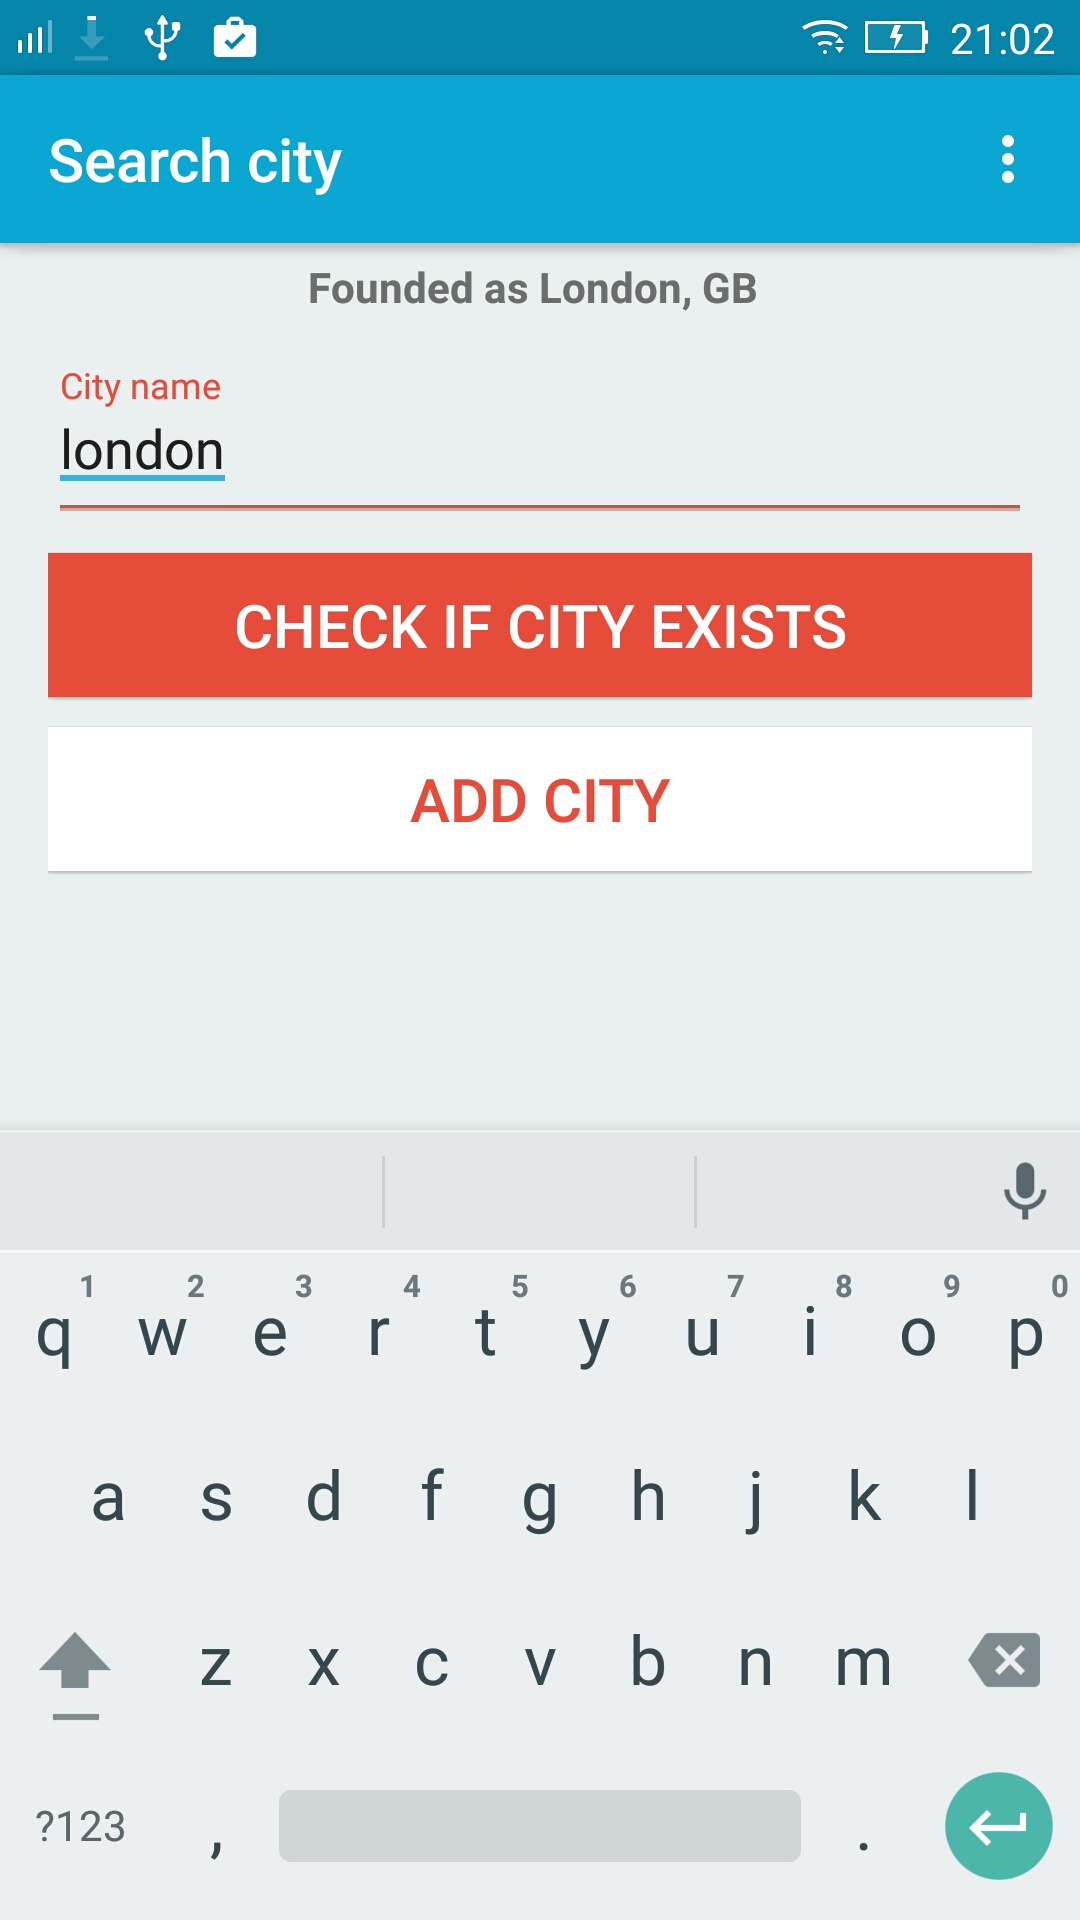 21:02
Search city
Founded as London, GB
City name
london
CHECK IF CITY EXISTS
ADD CITY
1 2 3 4 5 6 7 8 9 0
q w e r t y u i o p
a s d f g h j k l
z x c v b n m
?123 , .